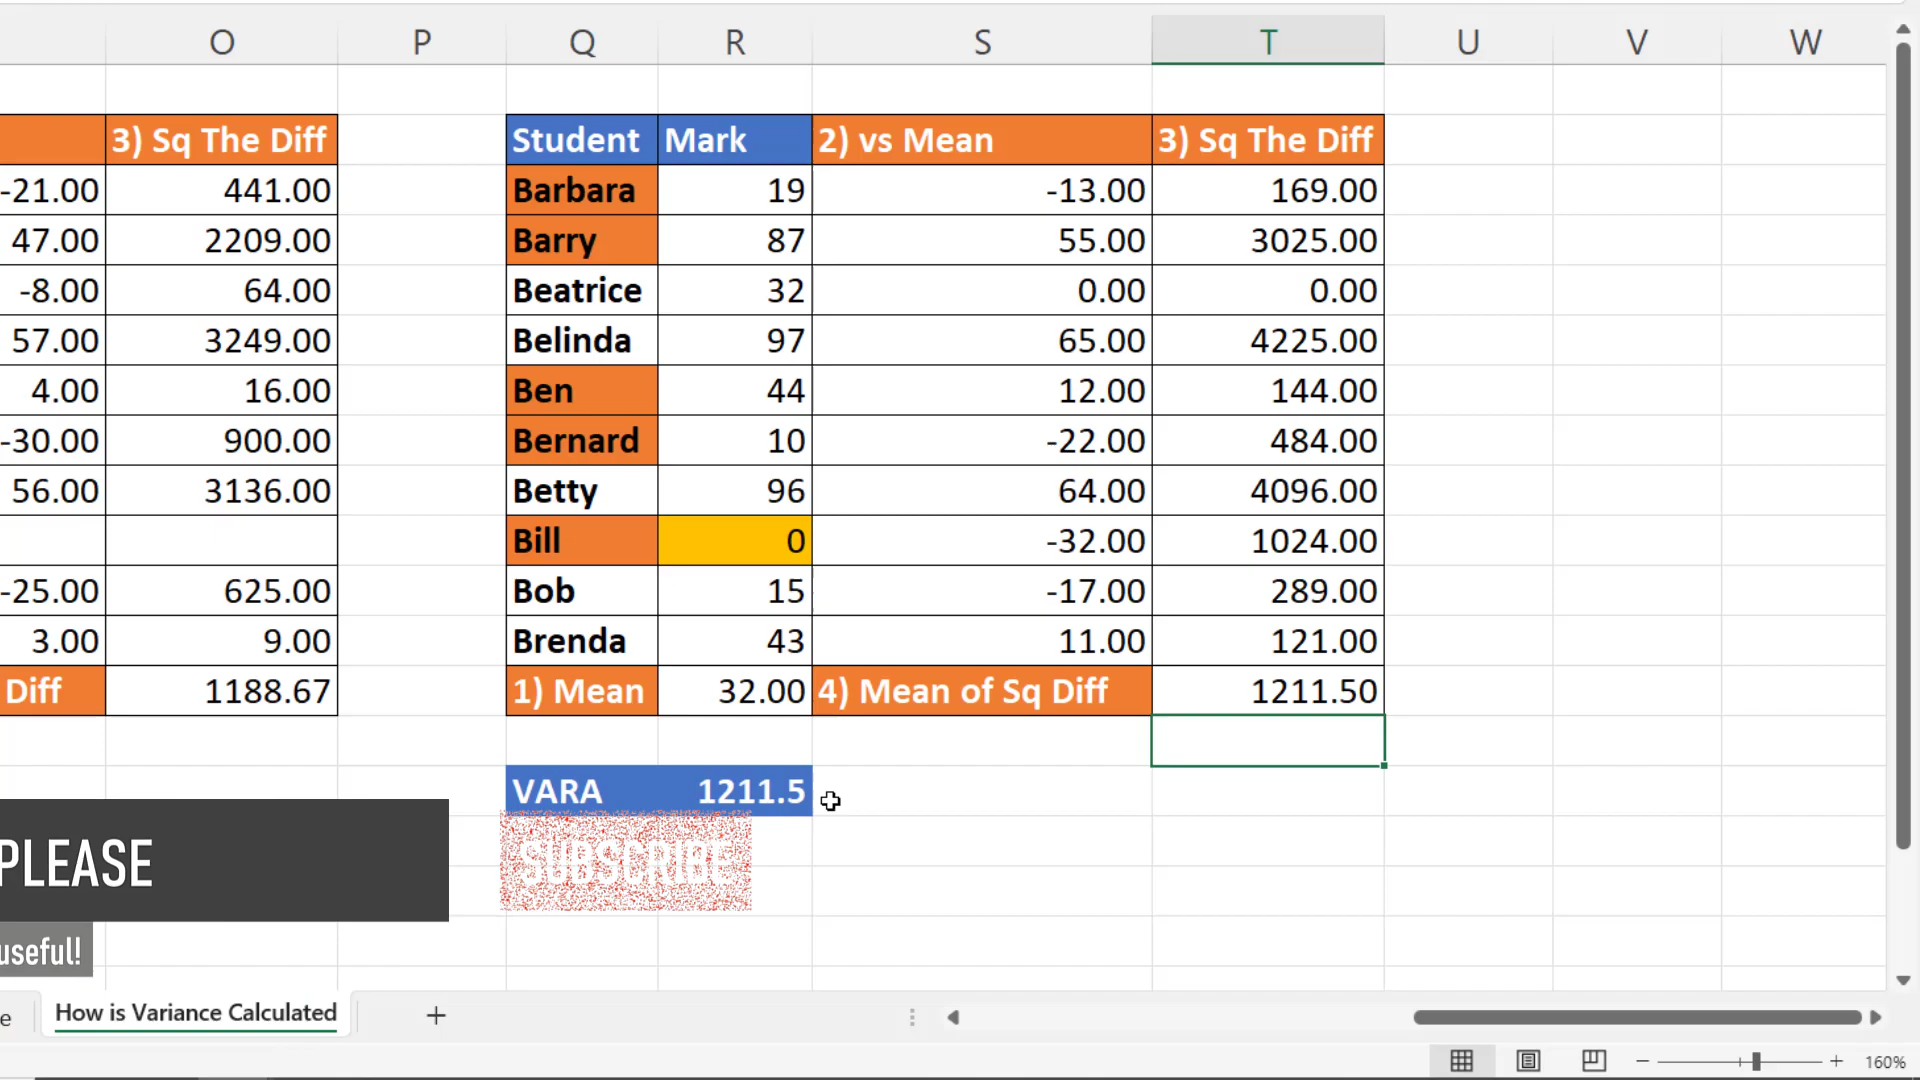 O P Q R S T U V W
3) Sq The Diff Student Mark 2) vs Mean 3) Sq The Diff
-21.00 441.00 Barbara 19 -13.00 169.00
47.00 2209.00 Barry 87 55.00 3025.00
-8.00 64.00 Beatrice 32 0.00 0.00
57.00 3249.00 Belinda 97 65.00 4225.00
4.00 16.00 Ben 44 12.00 144.00
-30.00 900.00 Bernard 10 -22.00 484.00
56.00 3136.00 Betty 96 64.00 4096.00
Bill 0 -32.00 1024.00
-25.00 625.00 Bob 15 -17.00 289.00
3.00 9.00 Brenda 43 11.00 121.00
Diff 1188.67 1) Mean 32.00 4) Mean of Sq Diff 1211.50
VARA 1211.5
PLEASE SUBSCRIBE
useful!
e How is Variance Calculated +
160%